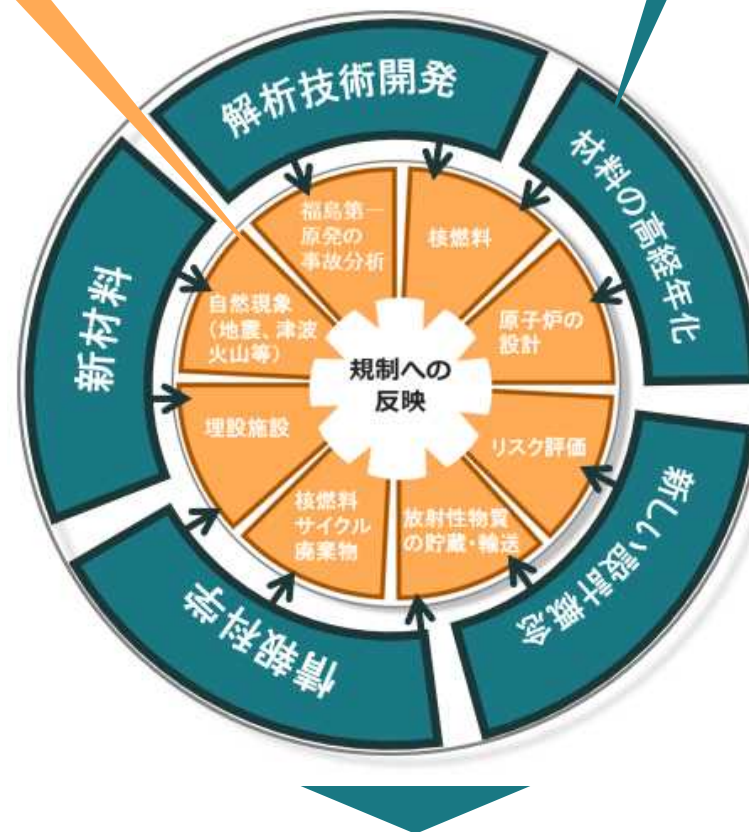 解析技術開発
材料の高経年化
新しい設計概念
情報科学
新材料
福島第一
原発の
事故分析
核燃料
原子炉の
設計
リスク評価
放射性物質
の貯蔵・輸送
核燃料
サイクル
廃棄物
埋設施設
自然現象
（地震、津波
火山等）
規制への
反映